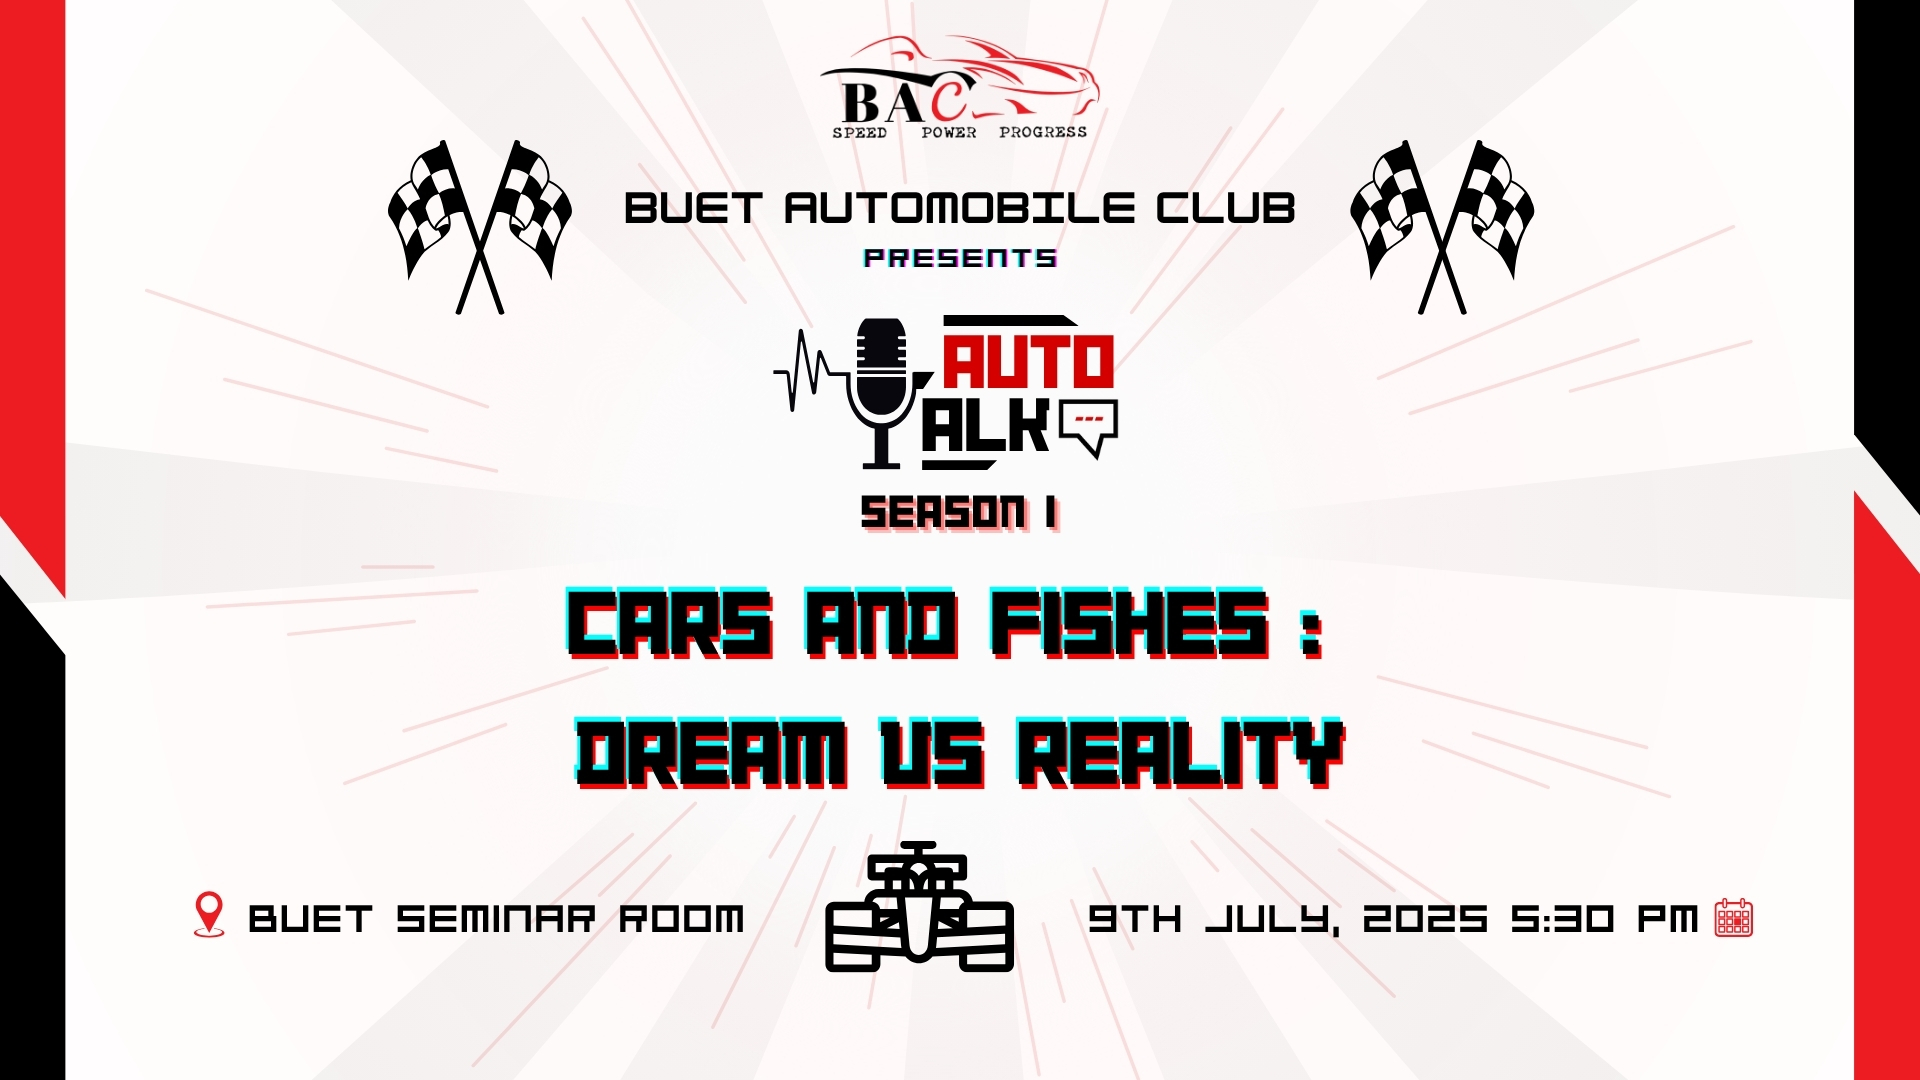 BAC
SPEED POWER PROGRESS
BUET AUTOMOBILE CLUB
PRESENTS
AUTO
TALK
SEASON 1
CARS AND FISHES :
DREAM VS REALITY
BUET SEMINAR ROOM
9TH JULY, 2025 5:30 PM